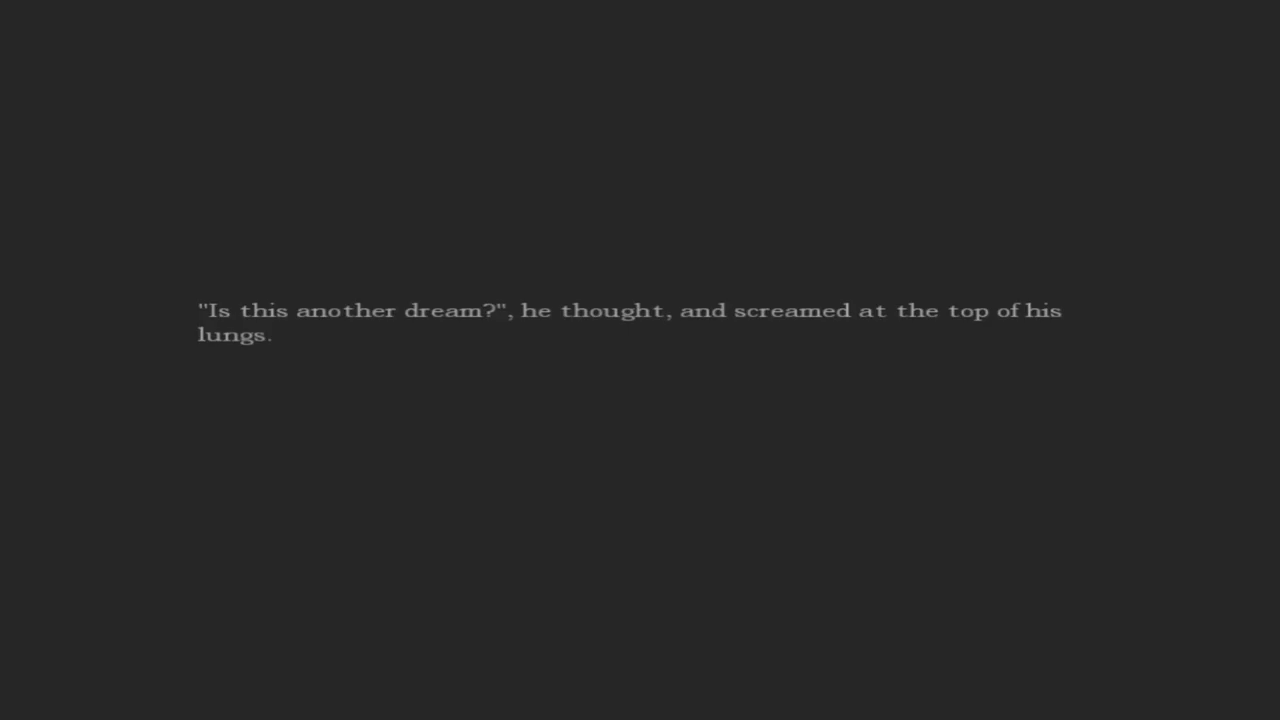 "Is this another dream?", he thought, and screamed at the top of his
lungs.